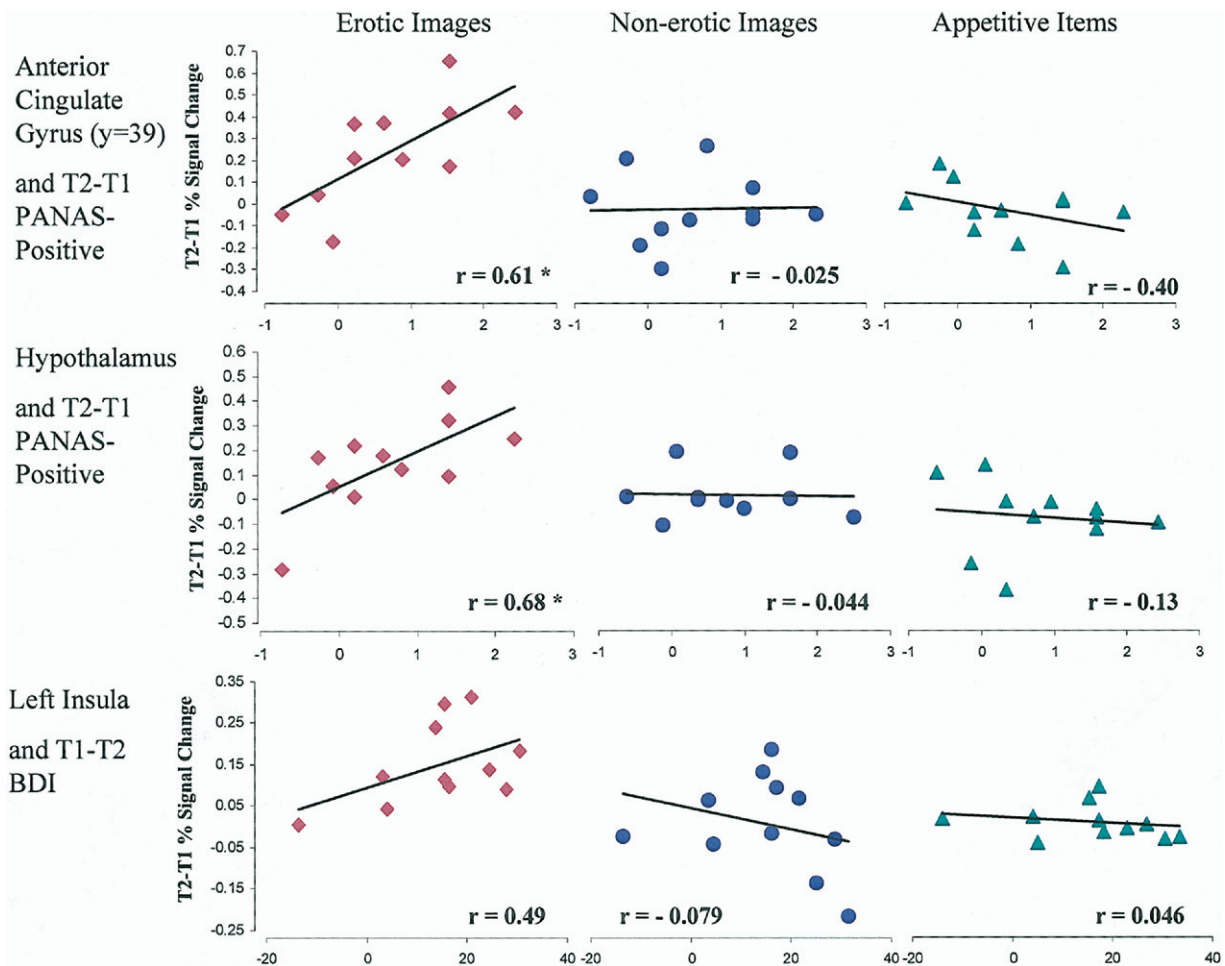 Erotic Images Non-erotic Images Appetitive Items
Anterior
Cingulate
Gyrus (y=39)
and T2-T1
PANAS-
Positive
T2-T1 % Signal Change
0.7
0.6
0.5
0.4
0.3
0.2
0.1
0
-0.1
-0.2
-0.3
-0.4
r = 0.61 *
r = - 0.025
r = - 0.40
-1 0 1 2 3
-1 0 1 2 3
-1 0 1 2 3
Hypothalamus
and T2-T1
PANAS-
Positive
T2-T1 % Signal Change
0.6
0.5
0.4
0.3
0.2
0.1
0
-0.1
-0.2
-0.3
-0.4
-0.5
r = 0.68 *
r = - 0.044
r = - 0.13
-1 0 1 2 3
-1 0 1 2 3
-1 0 1 2 3
Left Insula
and T1-T2
BDI
T2-T1 % Signal Change
0.35
0.25
0.15
0.05
-0.05
-0.15
-0.25
r = 0.49
r = - 0.079
r = 0.046
-20 0 20 40
-20 0 20 40
-20 0 20 40